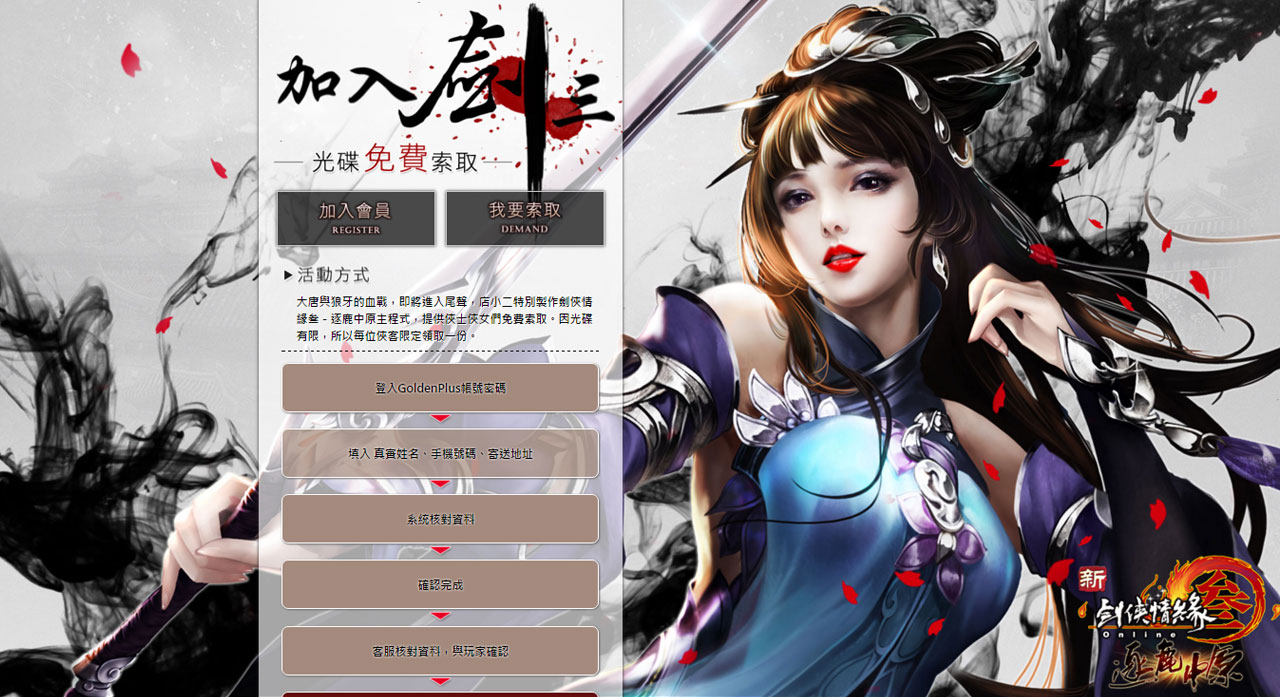 加入劍三
光碟免費索取
加入會員
REGISTER
我要索取
DEMAND
活動方式
大唐與狼牙的血戰，即將進入尾聲，店小二特別製作劍俠情
緣叁 - 逐鹿中原主程式，提供俠士俠女們免費索取。因光碟
有限，所以每位俠客限定領取一份。
登入GoldenPlus帳號密碼
填入 真實姓名、手機號碼、寄送地址
系統核對資料
確認完成
客服核對資料，與玩家確認
新
劍俠情緣叁
Online
逐鹿中原